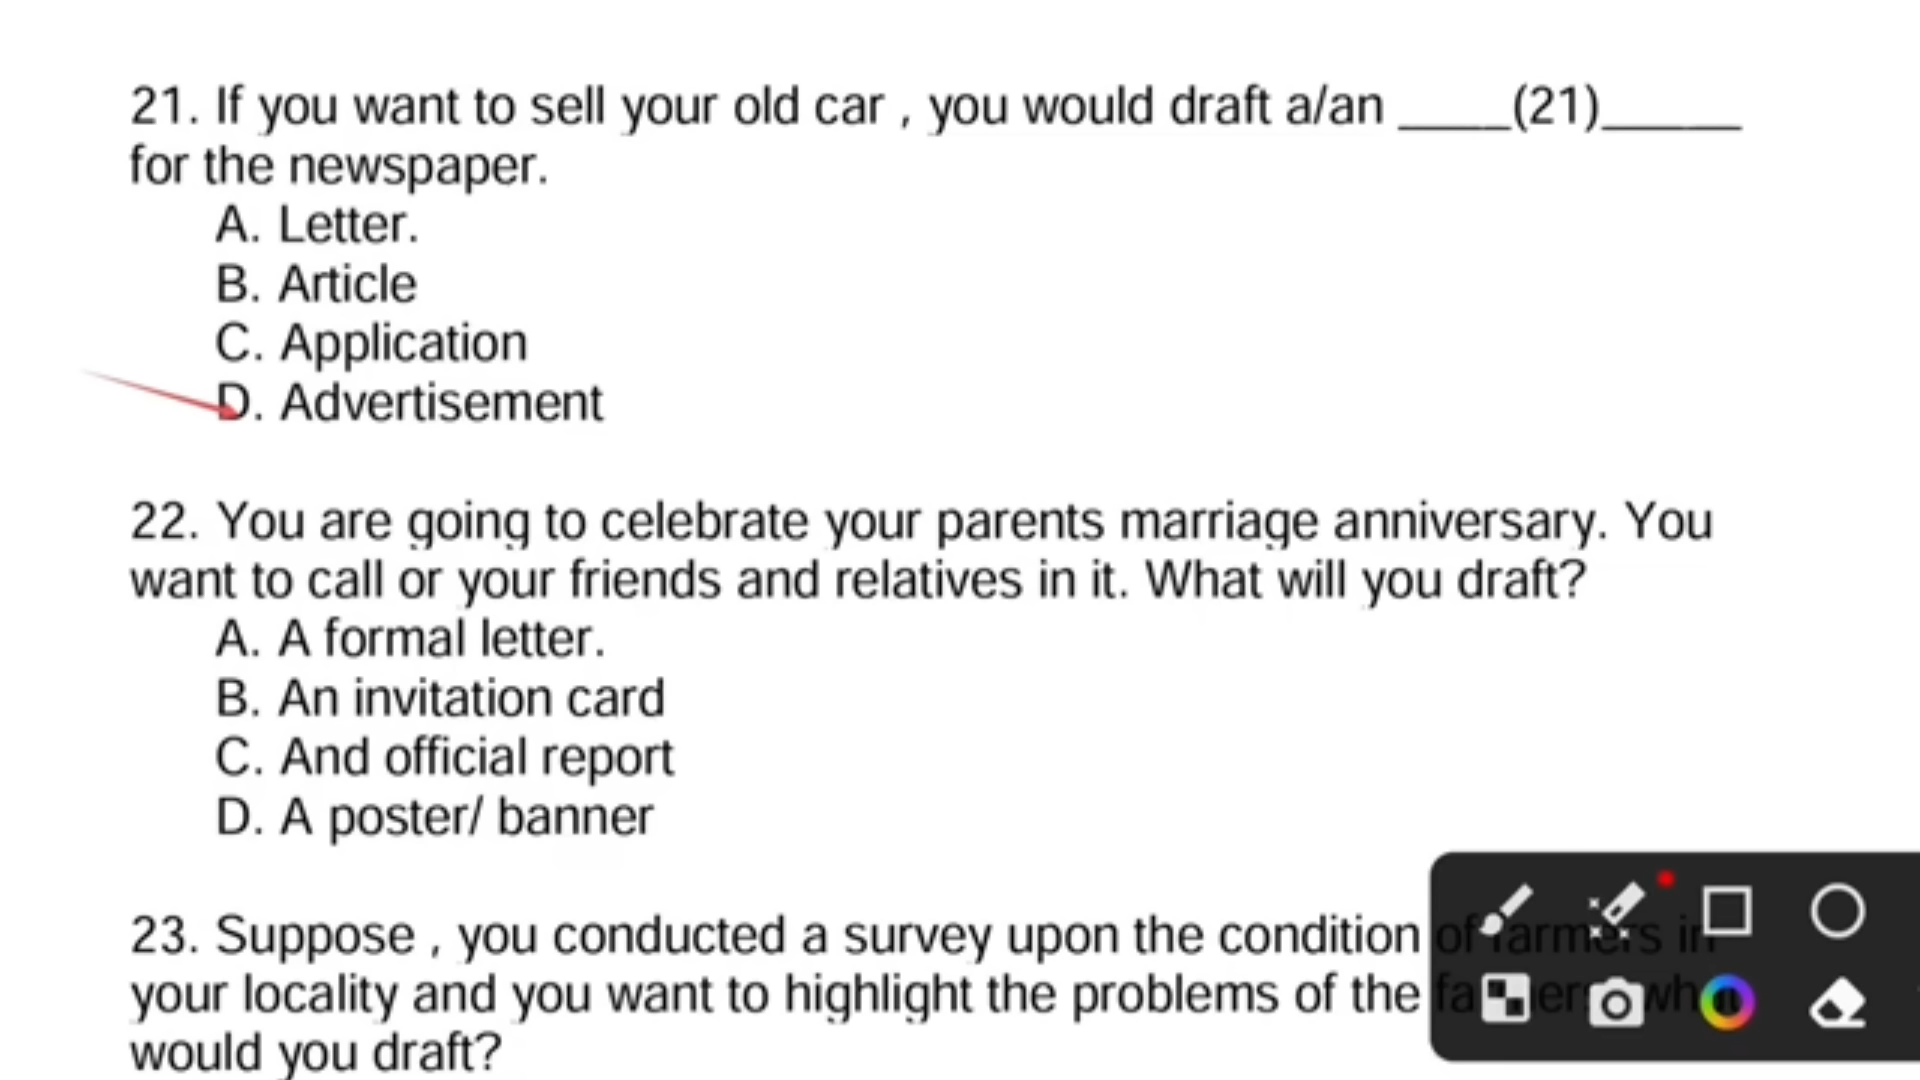 21. If you want to sell your old car , you would draft a/an ____(21)_____
for the newspaper.
A. Letter.
B. Article
C. Application
D. Advertisement
22. You are going to celebrate your parents marriage anniversary. You
want to call or your friends and relatives in it. What will you draft?
A. A formal letter.
B. An invitation card
C. And official report
D. A poster/ banner
23. Suppose , you conducted a survey upon the condition of farmers in
your locality and you want to highlight the problems of the
would you draft?